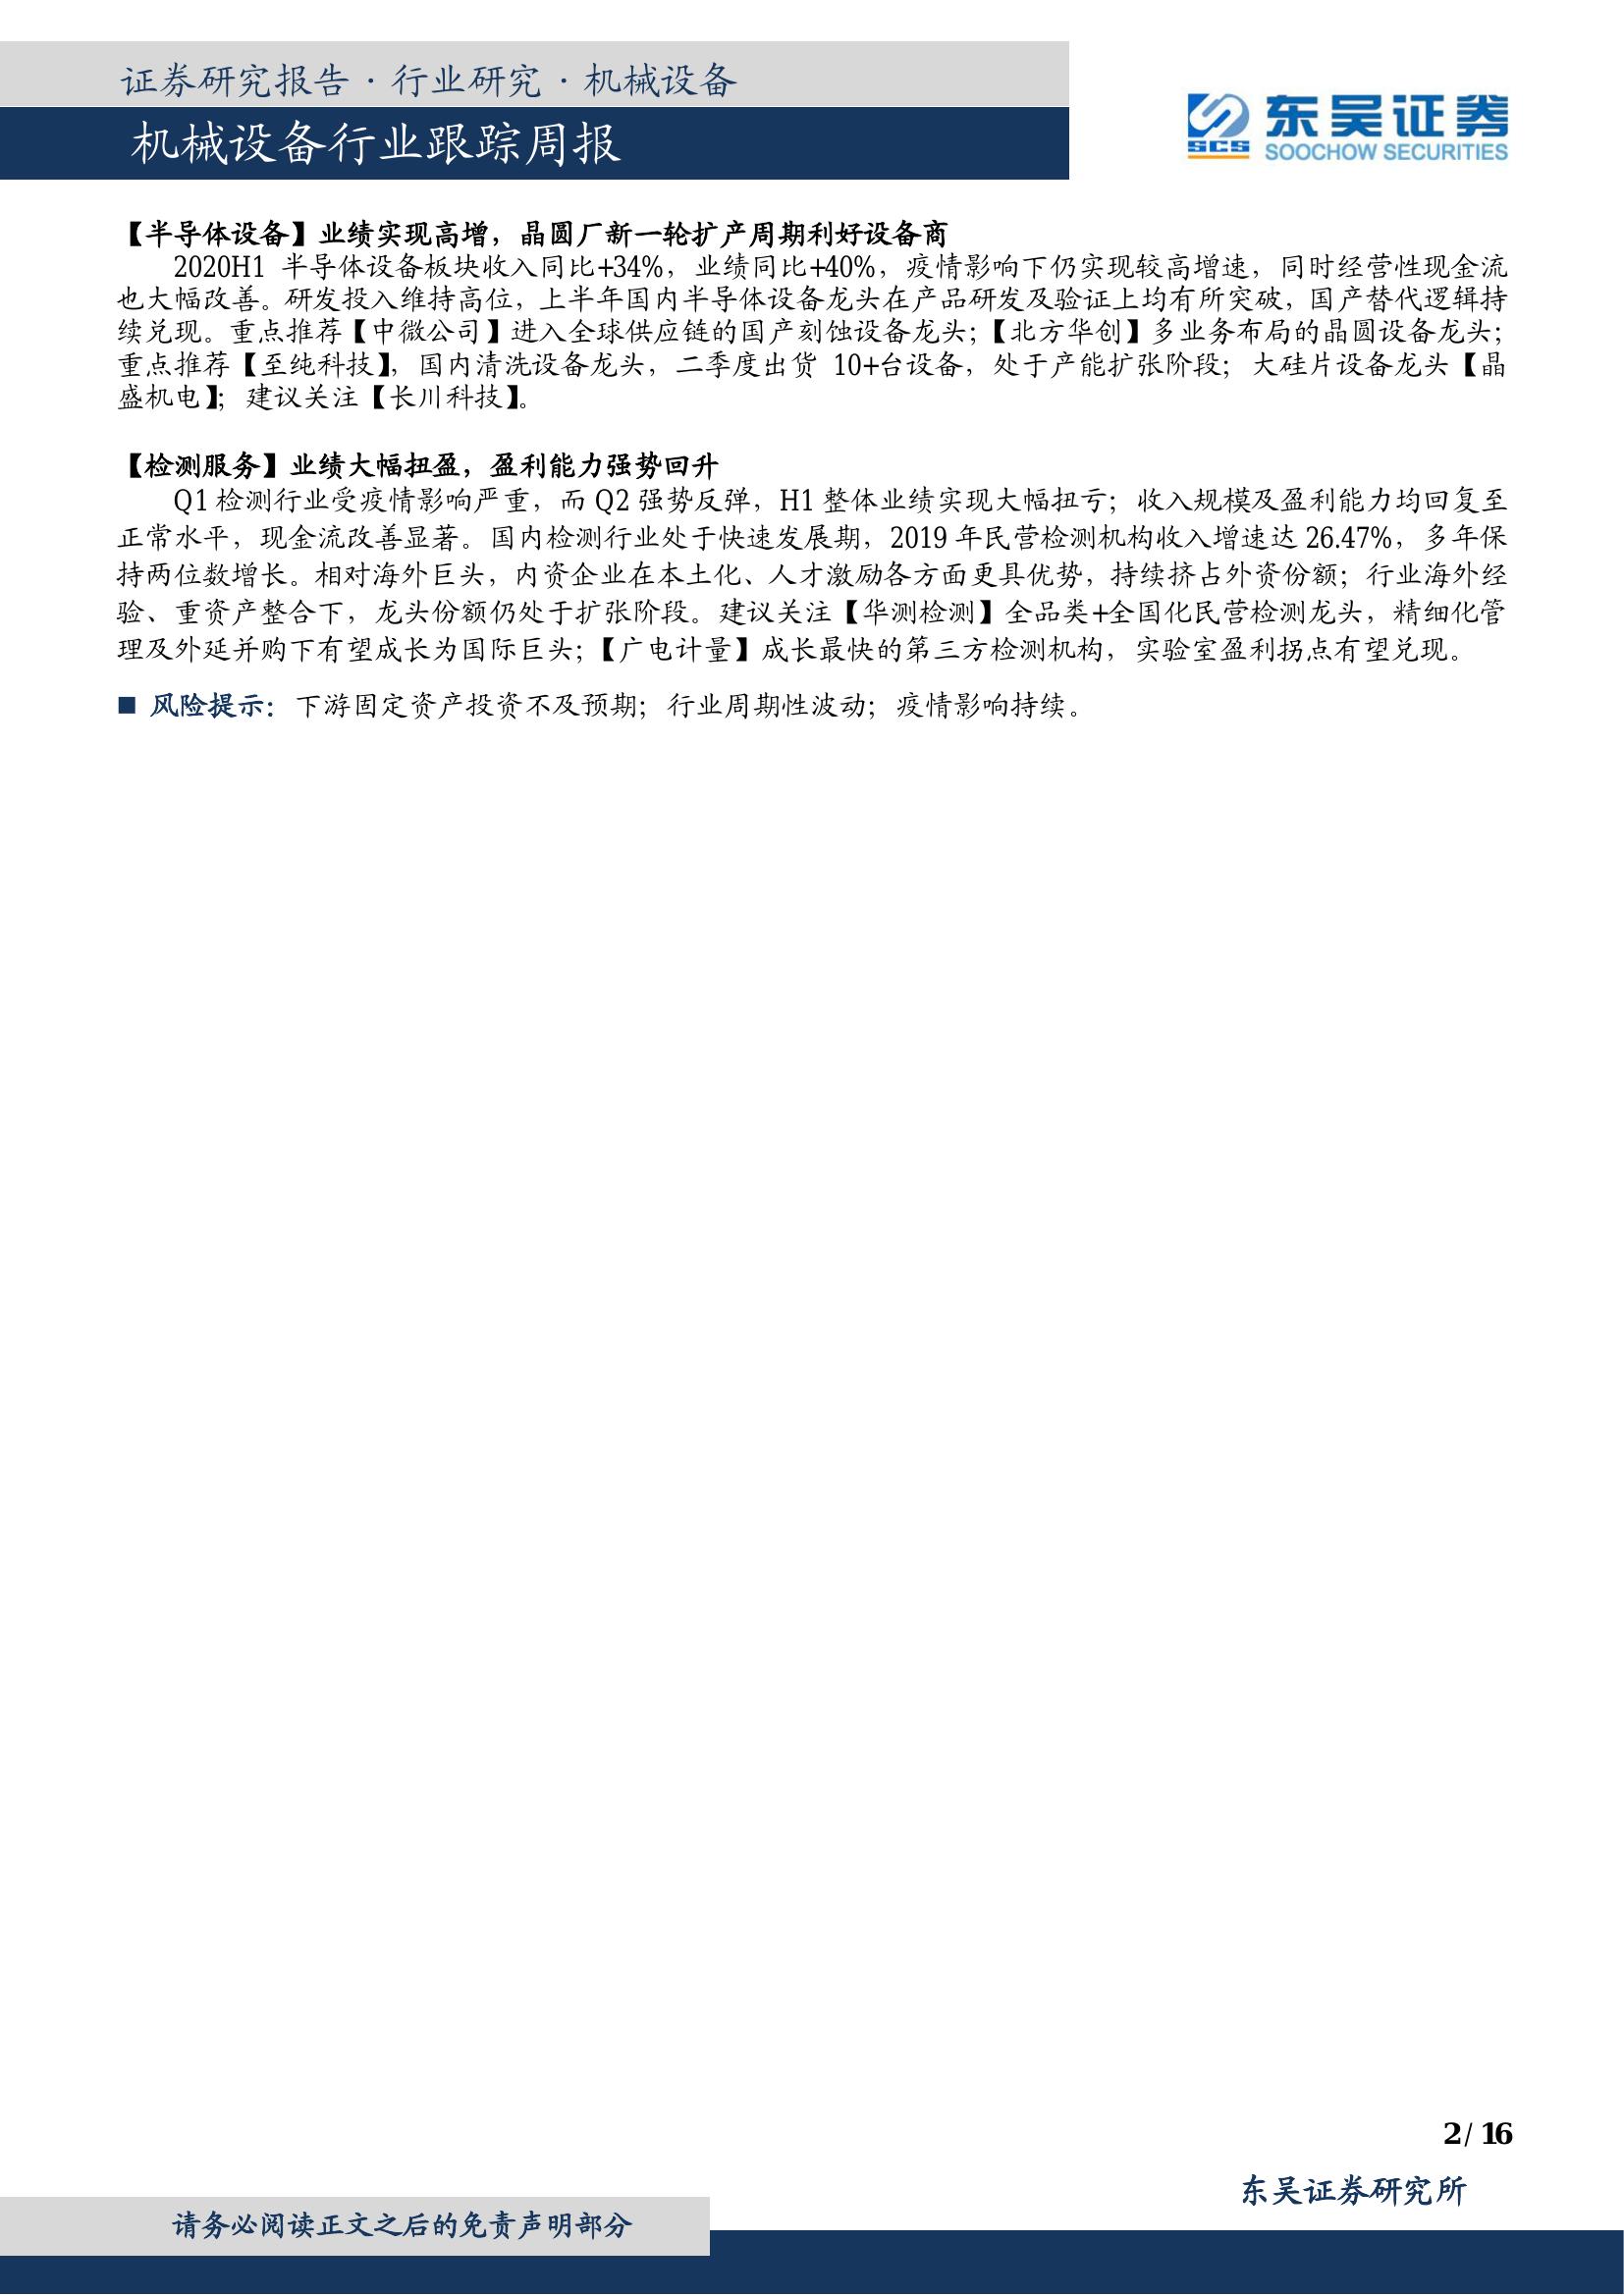 证券研究报告 · 行业研究 · 机械设备
机械设备行业跟踪周报
SCS
东吴证券
SOOCHOW SECURITIES
【半导体设备】业绩实现高增，晶圆厂新一轮扩产周期利好设备商
2020H1 半导体设备板块收入同比+34%，业绩同比+40%，疫情影响下仍实现较高增速，同时经营性现金流
也大幅改善。研发投入维持高位，上半年国内半导体设备龙头在产品研发及验证上均有所突破，国产替代逻辑持
续兑现。重点推荐【中微公司】进入全球供应链的国产刻蚀设备龙头；【北方华创】多业务布局的晶圆设备龙头；
重点推荐【至纯科技】，国内清洗设备龙头，二季度出货 10+台设备，处于产能扩张阶段；大硅片设备龙头【晶
盛机电】；建议关注【长川科技】。
【检测服务】业绩大幅扭盈，盈利能力强势回升
Q1 检测行业受疫情影响严重，而 Q2 强势反弹，H1 整体业绩实现大幅扭亏；收入规模及盈利能力均回复至
正常水平，现金流改善显著。国内检测行业处于快速发展期，2019 年民营检测机构收入增速达 26.47%，多年保
持两位数增长。相对海外巨头，内资企业在本土化、人才激励各方面更具优势，持续挤占外资份额；行业海外经
验、重资产整合下，龙头份额仍处于扩张阶段。建议关注【华测检测】全品类+全国化民营检测龙头，精细化管
理及外延并购下有望成长为国际巨头；【广电计量】成长最快的第三方检测机构，实验室盈利拐点有望兑现。
■ 风险提示：下游固定资产投资不及预期；行业周期性波动；疫情影响持续。
2 / 16
东吴证券研究所
请务必阅读正文之后的免责声明部分